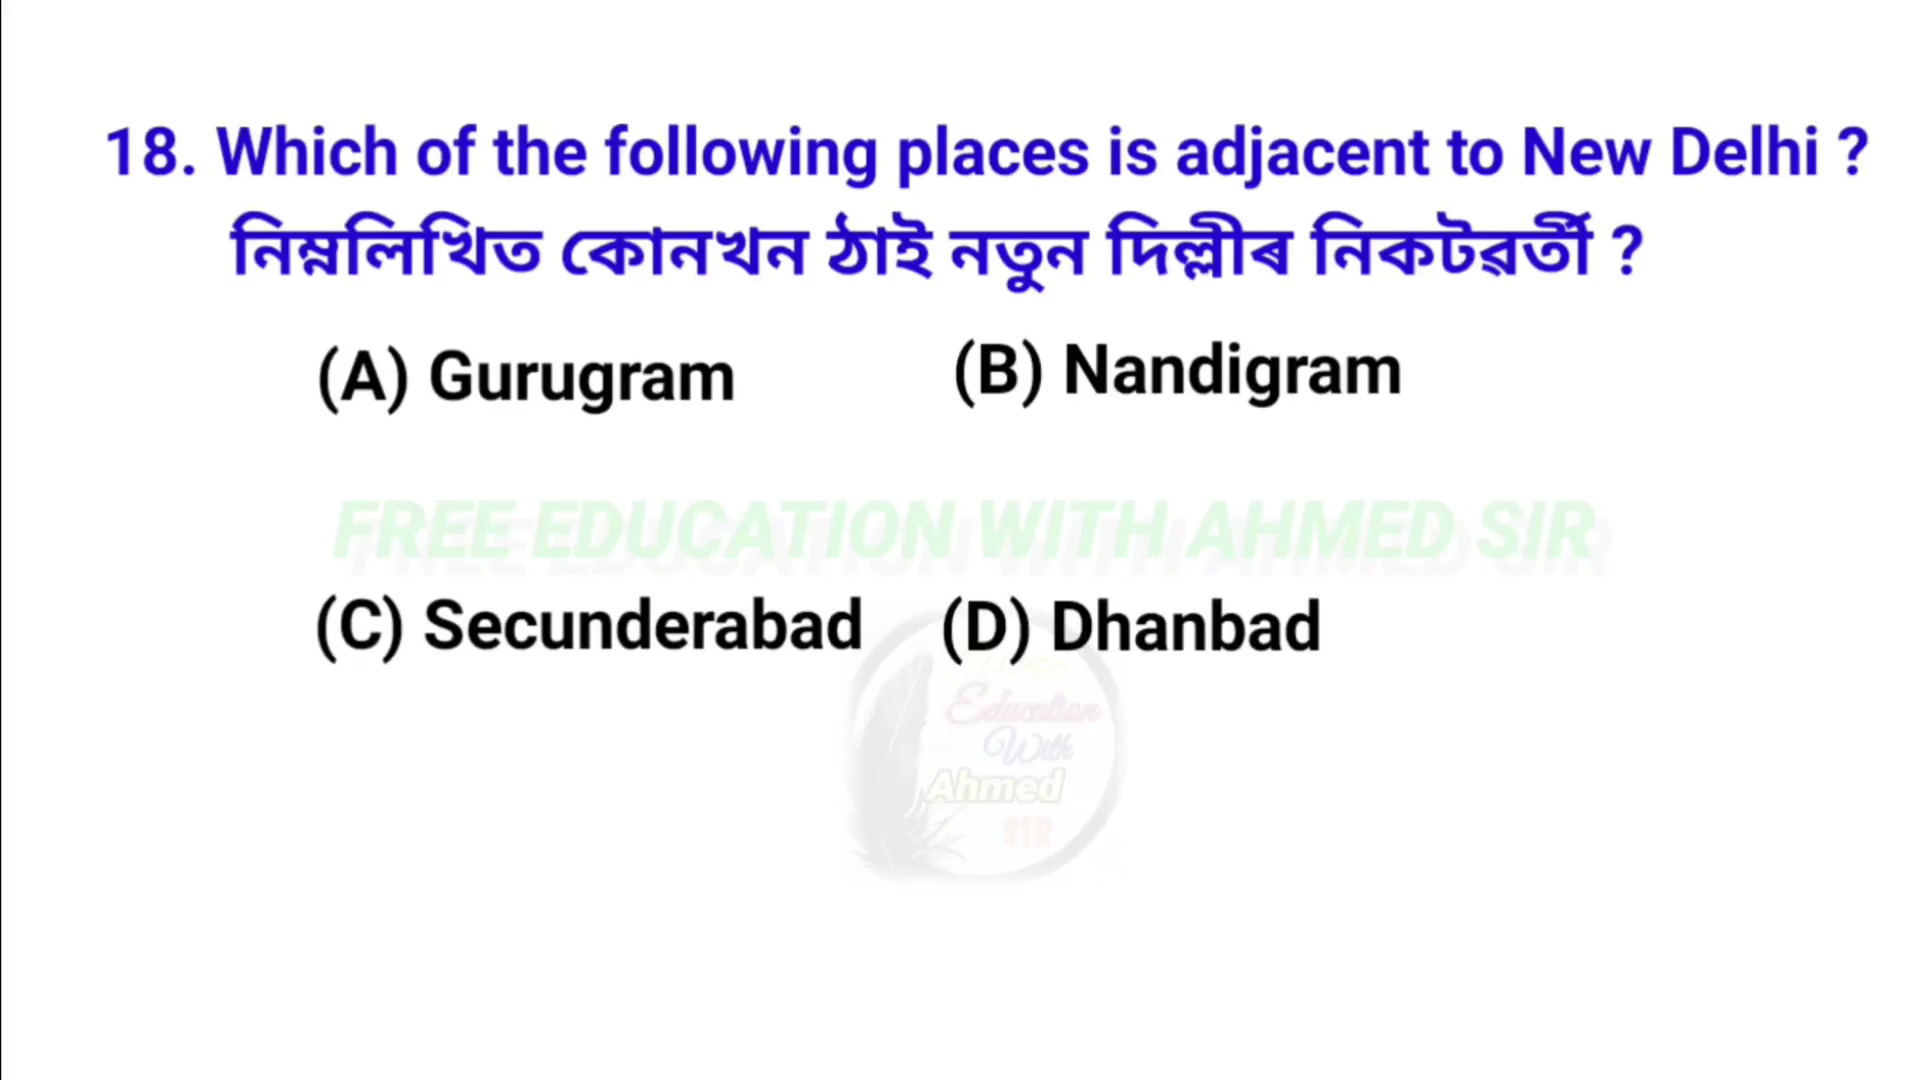 18. Which of the following places is adjacent to New Delhi ?
নিম্নলিখিত কোনখন ঠাই নতুন দিল্লীৰ নিকটৱৰ্তী ?
(A) Gurugram (B) Nandigram
FREE EDUCATION WITH AHMED SIR
(C) Secunderabad (D) Dhanbad
Education
With
Ahmed
SIR